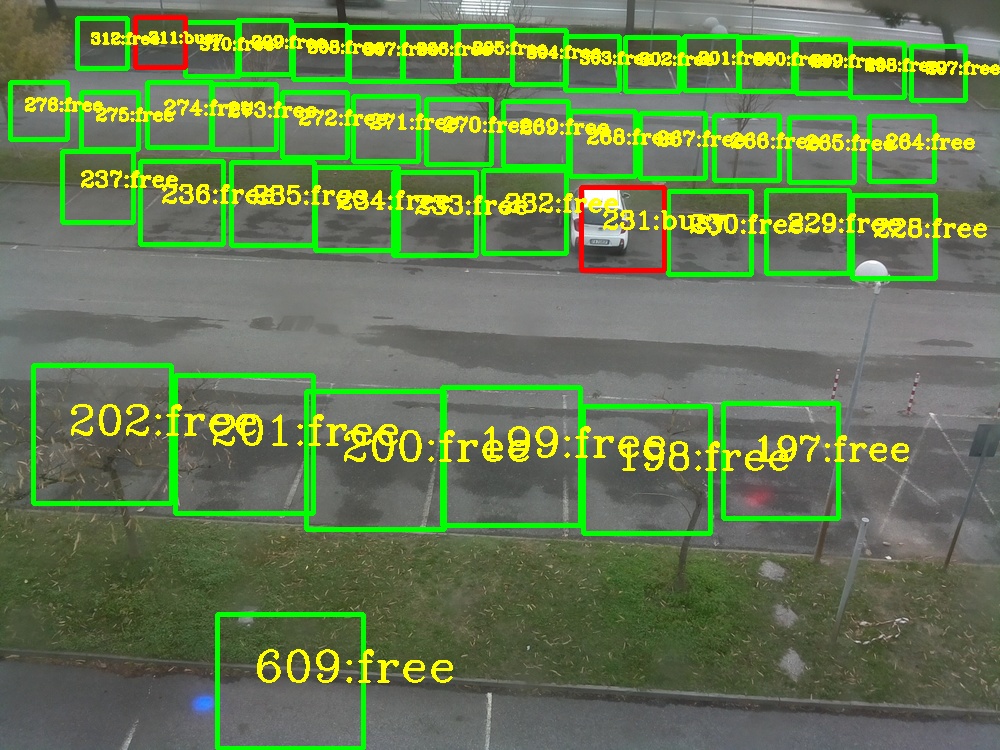 312:free 311:busy 310:free 309:free 308:free 307:free 306:free 305:free 304:free 303:free 302:free 301:free 300:free 299:free 298:free 297:free
276:free 275:free 274:free 273:free 272:free 271:free 270:free 269:free 268:free 267:free 266:free 265:free 264:free
237:free 236:free 235:free 234:free 233:free 232:free 231:busy 230:free 229:free 228:free
202:free 201:free 200:free 199:free 198:free 197:free
609:free